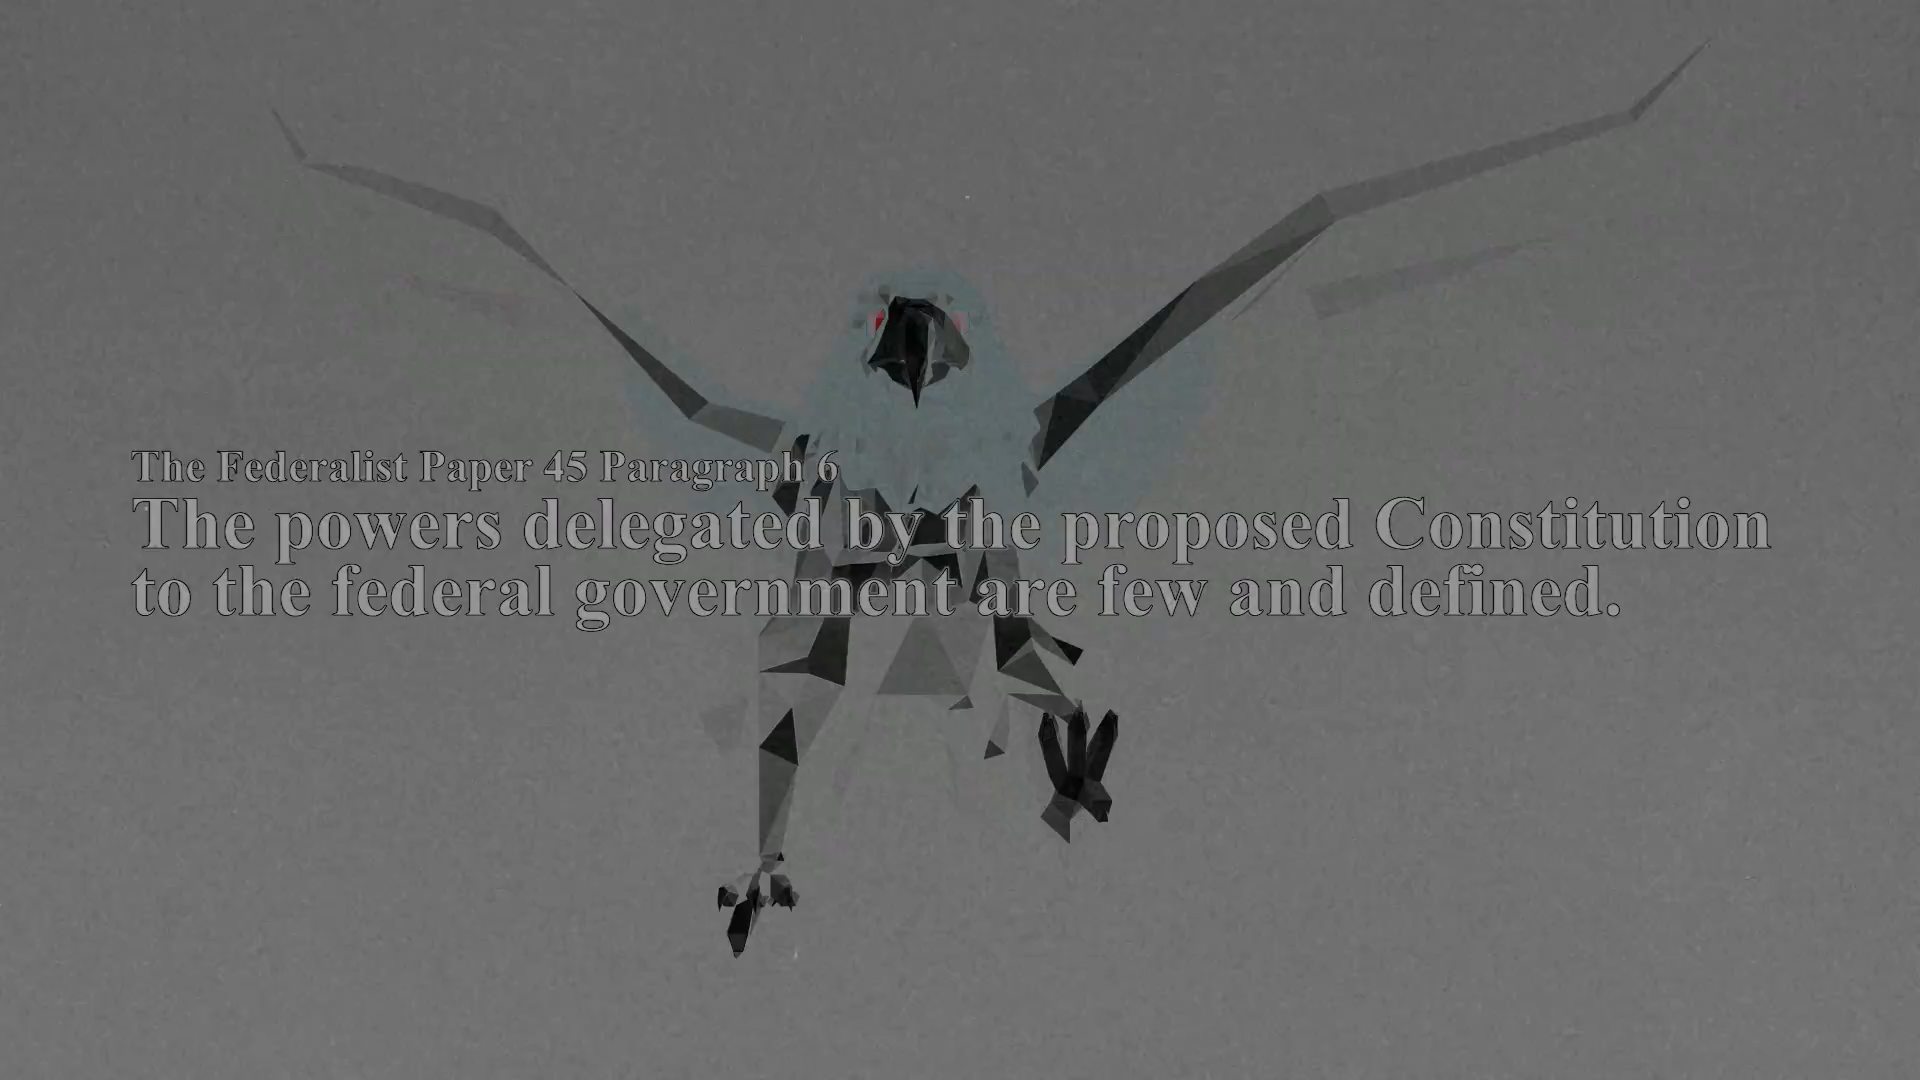 The Federalist Paper 45 Paragraph 6
The powers delegated by the proposed Constitution
to the federal government are few and defined.